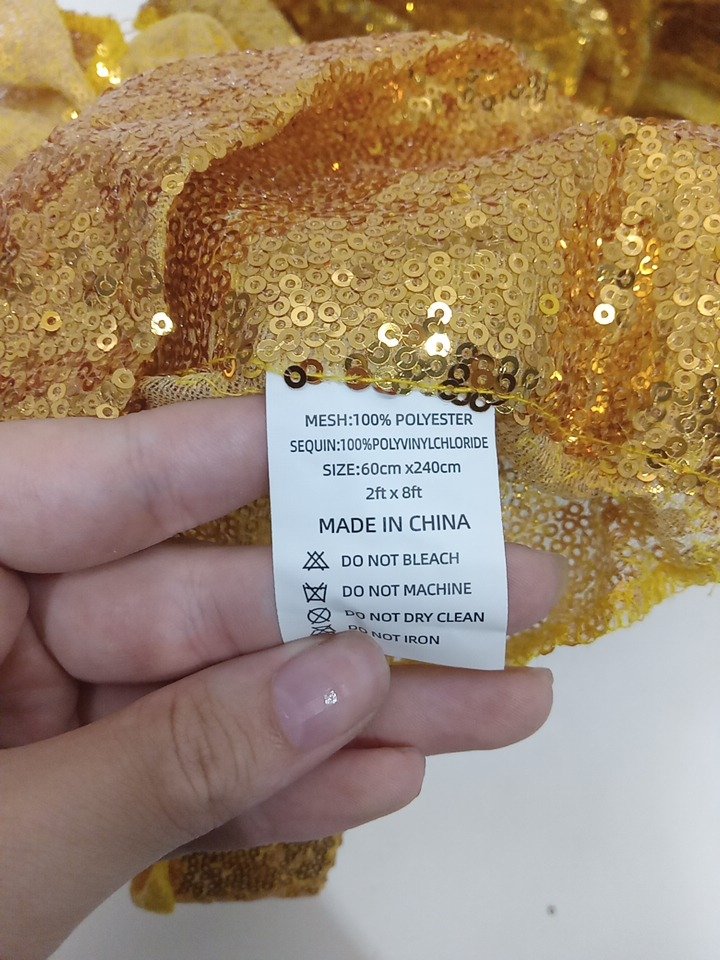 MESH:100% POLYESTER
SEQUIN:100%POLYVINYLCHLORIDE
SIZE:60cm x240cm
2ft x 8ft
MADE IN CHINA
DO NOT BLEACH
DO NOT MACHINE
DO NOT DRY CLEAN
DO NOT IRON